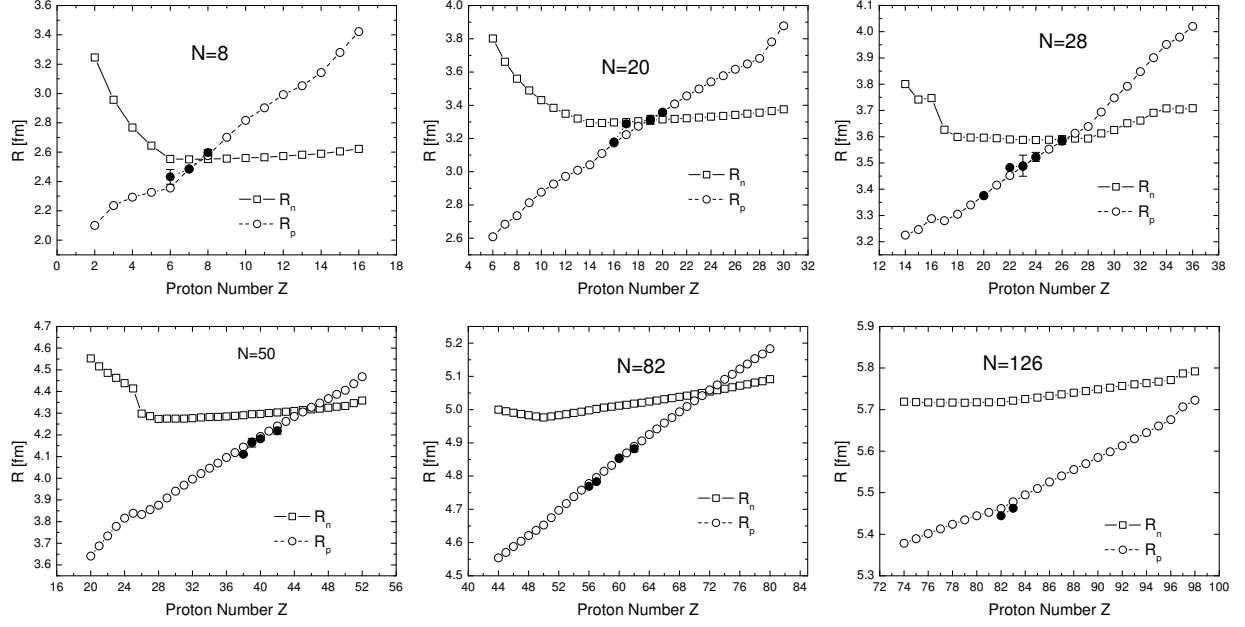 3.6
3.4
3.2
3.0
2.8
2.6
2.4
2.2
2.0
R [fm]
N=8
R_n
R_p
0 2 4 6 8 10 12 14 16 18
Proton Number Z
4.0
3.8
3.6
3.4
3.2
3.0
2.8
2.6
R [fm]
N=20
R_n
R_p
4 6 8 10 12 14 16 18 20 22 24 26 28 30 32
Proton Number Z
4.1
4.0
3.9
3.8
3.7
3.6
3.5
3.4
3.3
3.2
R [fm]
N=28
R_n
R_p
12 14 16 18 20 22 24 26 28 30 32 34 36 38
Proton Number Z
4.7
4.6
4.5
4.4
4.3
4.2
4.1
4.0
3.9
3.8
3.7
3.6
R [fm]
N=50
R_n
R_p
16 20 24 28 32 36 40 44 48 52 56
Proton Number Z
5.2
5.1
5.0
4.9
4.8
4.7
4.6
4.5
R [fm]
N=82
R_n
R_p
40 44 48 52 56 60 64 68 72 76 80 84
Proton Number Z
5.9
5.8
5.7
5.6
5.5
5.4
5.3
R [fm]
N=126
R_n
R_p
72 74 76 78 80 82 84 86 88 90 92 94 96 98 100
Proton Number Z